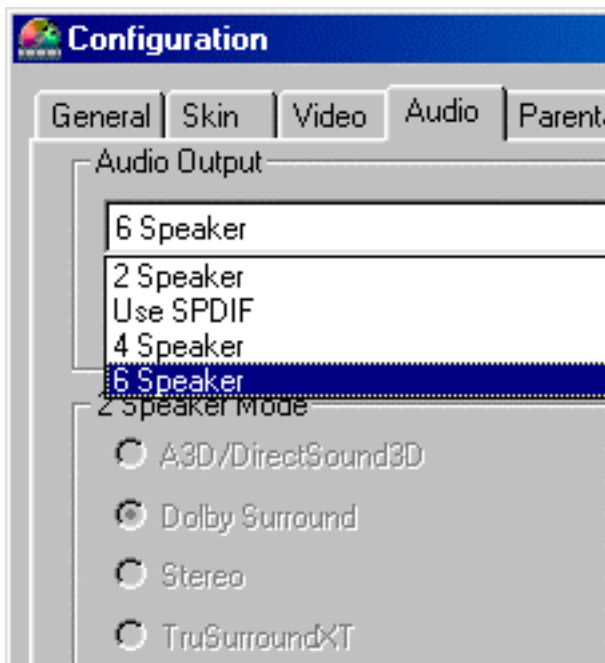 Configuration
General Skin Video Audio
Audio Output
6 Speaker
2 Speaker
Use SPDIF
4 Speaker
6 Speaker
2 Speaker Mode
A3D/DirectSound3D
Dolby Surround
Stereo
TruSurroundXT